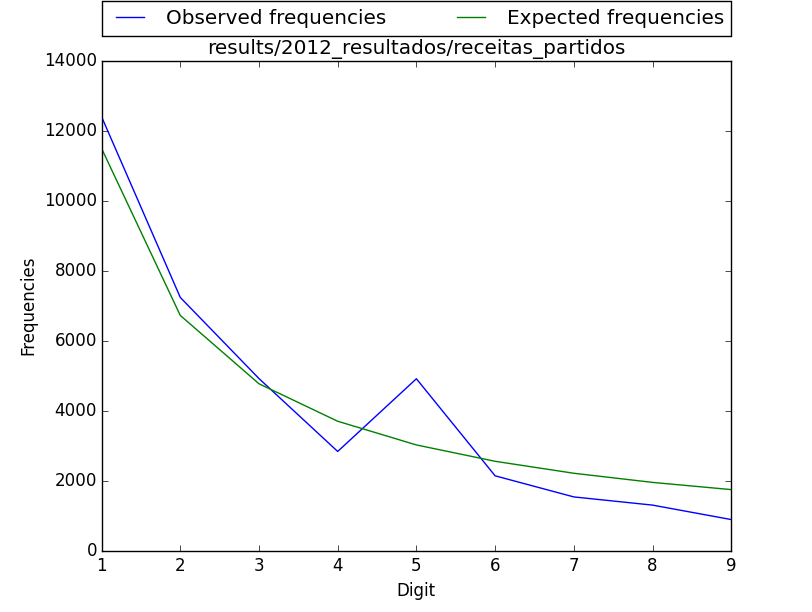 Observed frequencies Expected frequencies
results/2012_resultados/receitas_partidos
14000
12000
10000
8000
6000
4000
2000
0
Frequencies
1 2 3 4 5 6 7 8 9
Digit